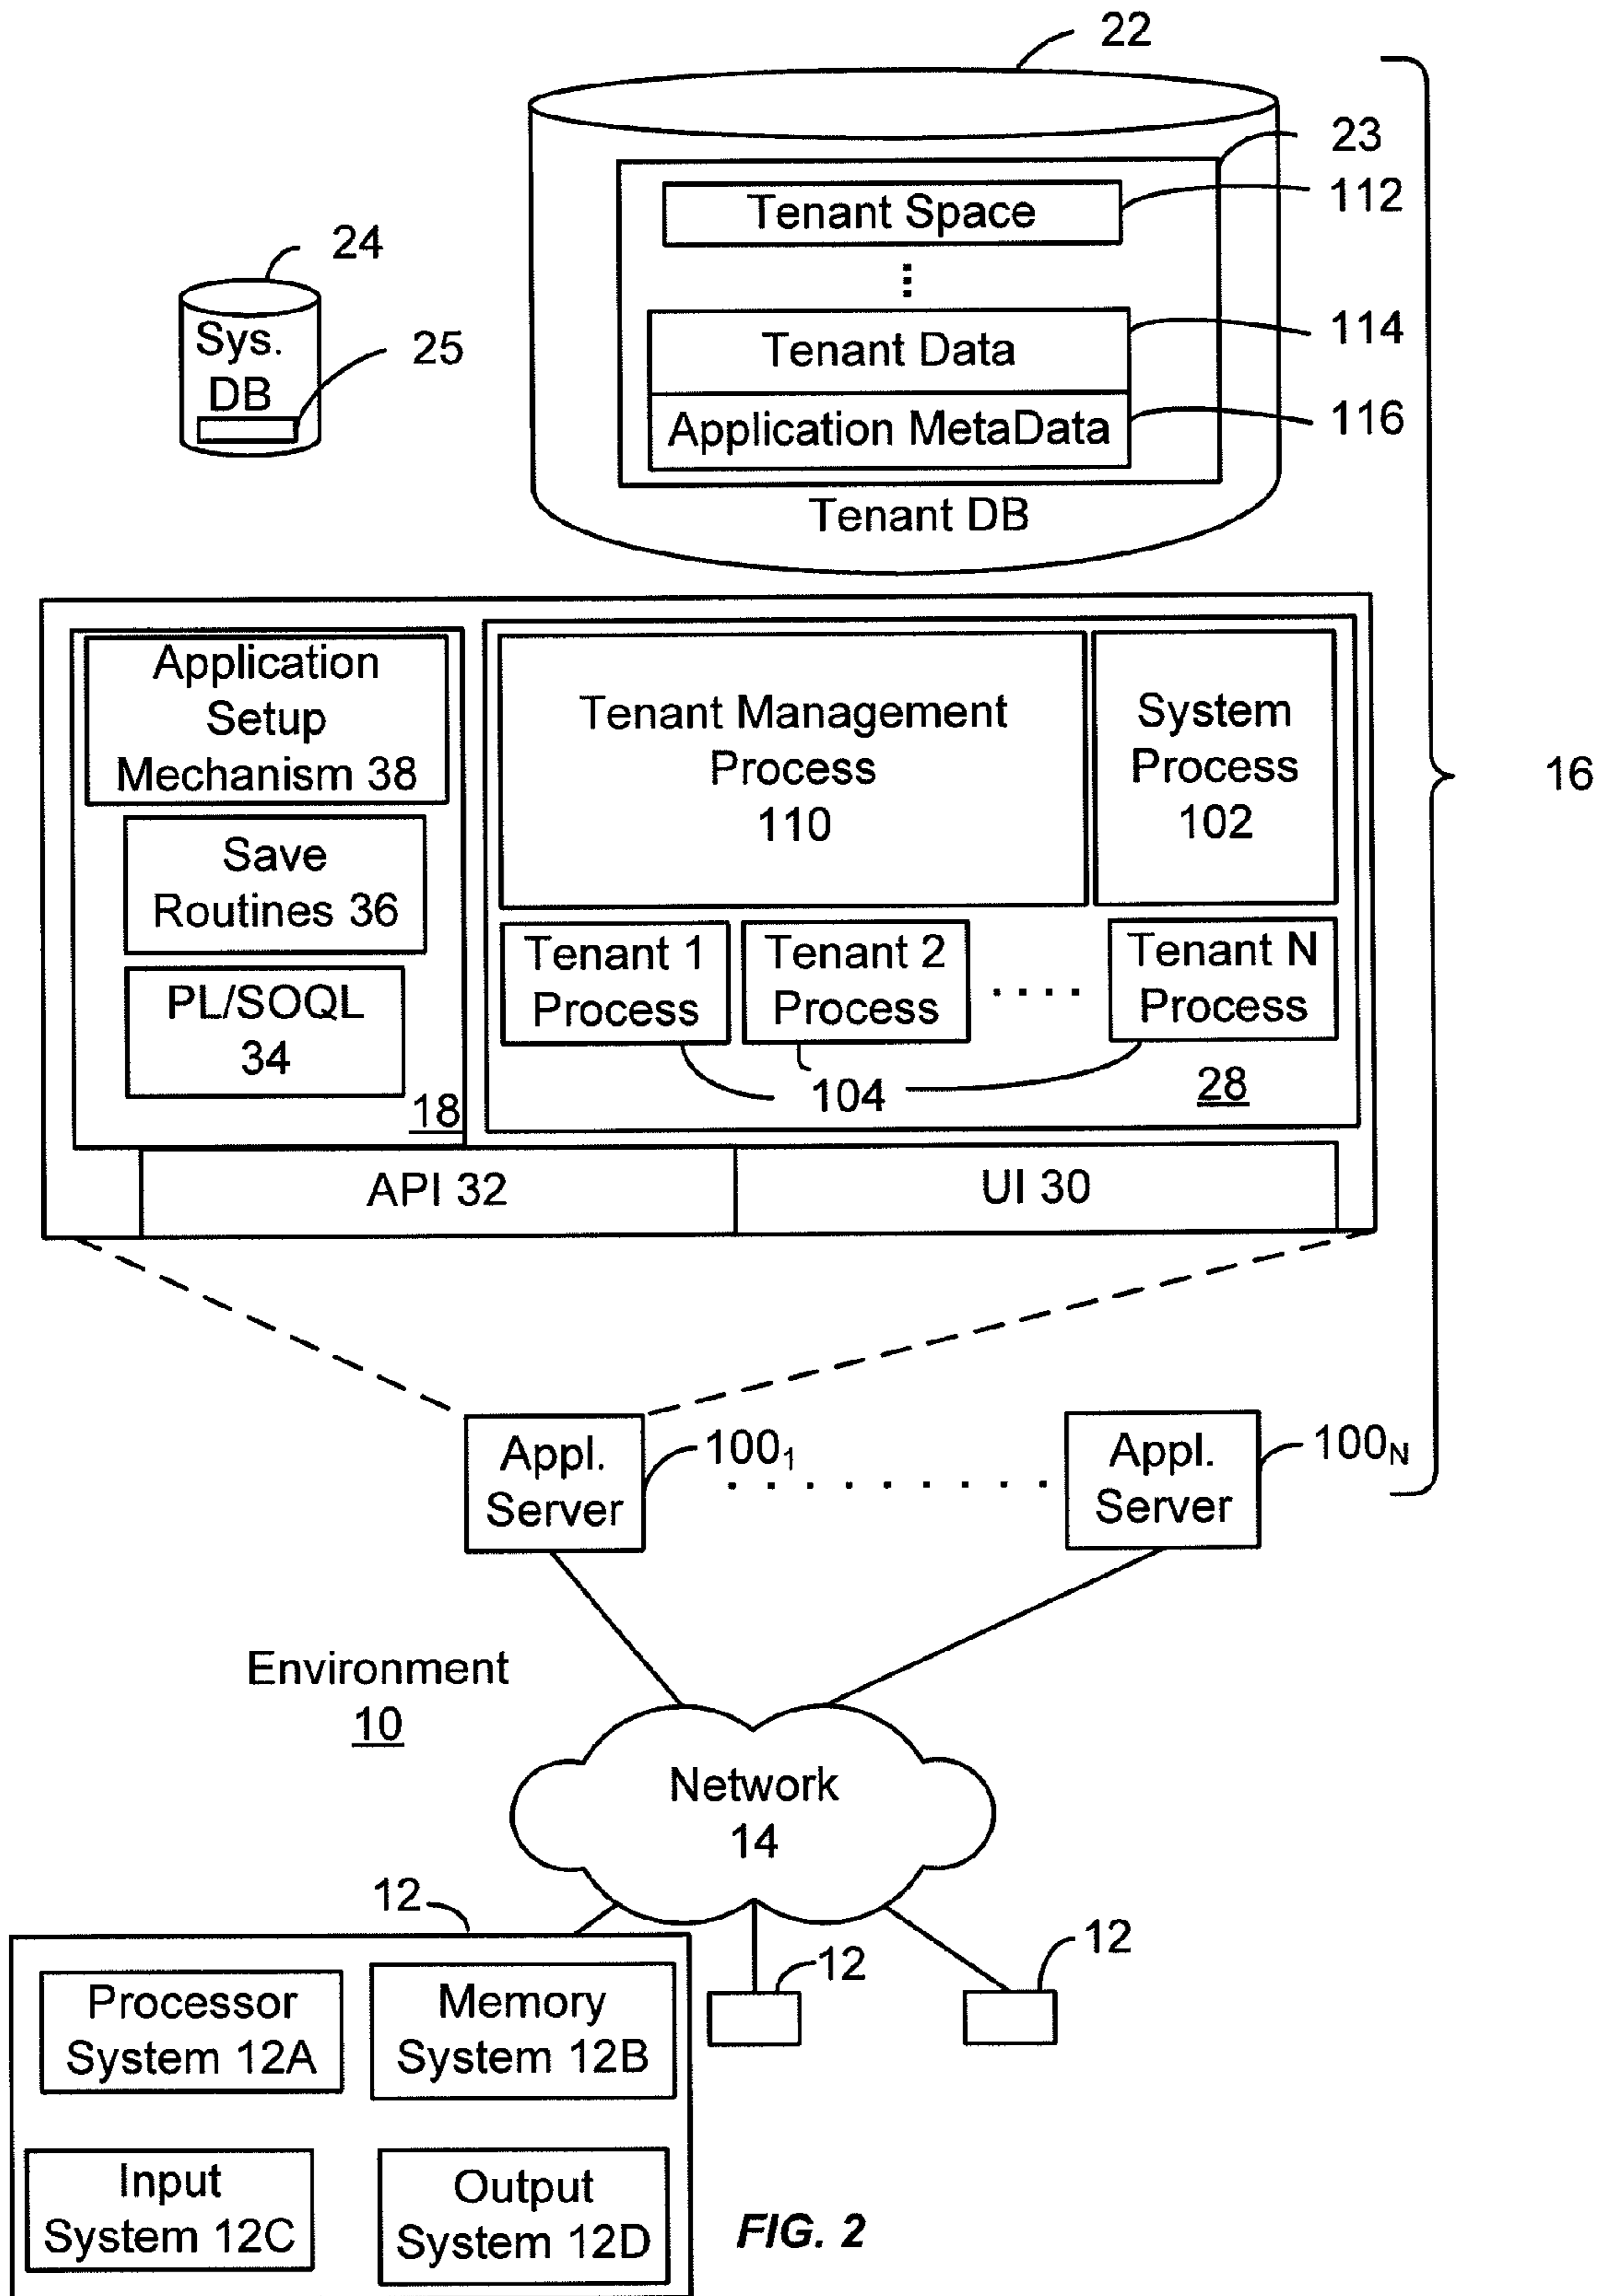 22
23
Tenant Space
112
24
Sys.
DB
25
Tenant Data
114
Application MetaData
116
Tenant DB
Application
Setup
Mechanism 38
Tenant Management
Process
110
System
Process
102
16
Save
Routines 36
Tenant 1
Process
Tenant 2
Process
. . . .
Tenant N
Process
PL/SOQL
34
18
104
28
API 32
UI 30
Appl.
Server
100₁
. . . . . . . . .
Appl.
Server
100N
Environment
10
Network
14
12
12
12
Processor
System 12A
Memory
System 12B
Input
System 12C
Output
System 12D
FIG. 2